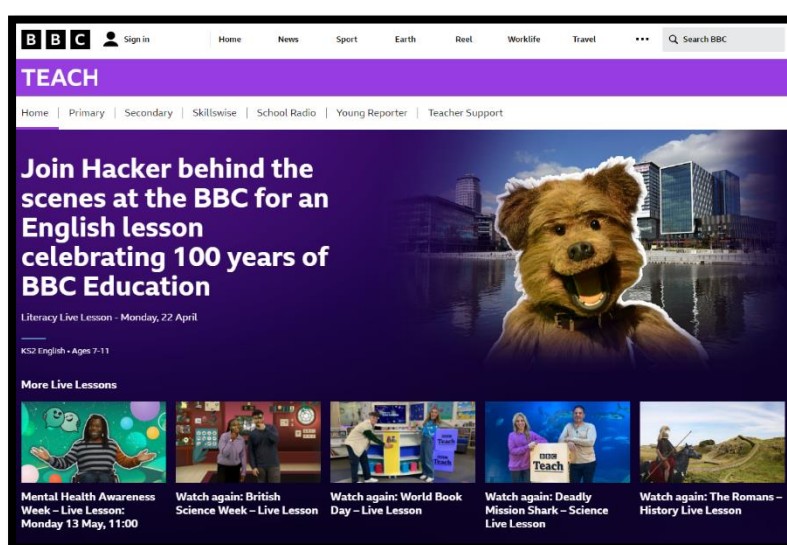 BBC Sign in Home News Sport Earth Reel Worklife Travel ••• Search BBC
TEACH
Home | Primary | Secondary | Skillswise | School Radio | Young Reporter | Teacher Support
Join Hacker behind the
scenes at the BBC for an
English lesson
celebrating 100 years of
BBC Education
Literacy Live Lesson - Monday, 22 April
KS2 English • Ages 7-11
More Live Lessons
BBC
Teach
Mental Health Awareness
Week – Live Lesson:
Monday 13 May, 11:00
Watch again: British
Science Week – Live Lesson
Watch again: World Book
Day – Live Lesson
Watch again: Deadly
Mission Shark – Science
Live Lesson
Watch again: The Romans –
History Live Lesson